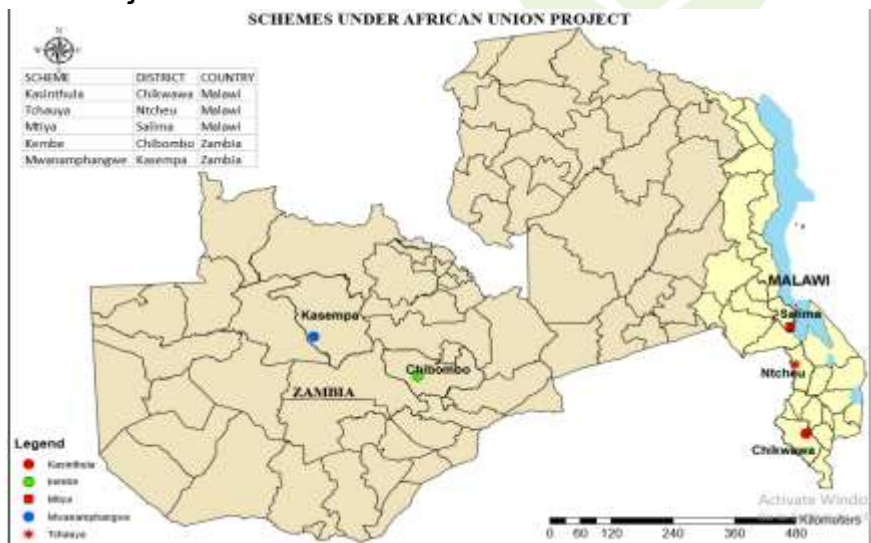 SCHEMES UNDER AFRICAN UNION PROJECT
N
SCHEME DISTRICT COUNTRY
Kasinthula Chikwawa Malawi
Tchauya Ntcheu Malawi
Mtiya Salima Malawi
Kembe Chibombo Zambia
Mwanamphangwe Kasempa Zambia
MALAWI
Salima
Kasempa
Chibombo
Ntcheu
ZAMBIA
Chikwawa
Legend
Kasinthula
kembe
Mtiya
Mwanamphangwe
Tchauya
Activate Windo
Kilometers
0 60 120 240 360 480